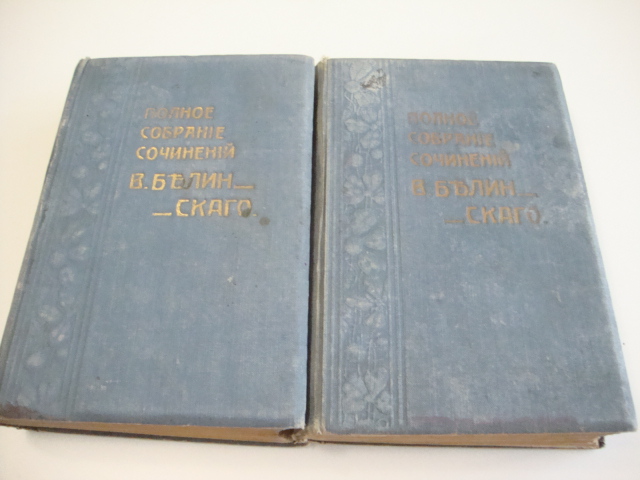 ПОЛНОЕ
СОБРАНІЕ
СОЧИНЕНІЙ
В. БѢЛИН—
—СКАГО.
ПОЛНОЕ
СОБРАНІЕ
СОЧИНЕНІЙ
В. БѢЛИН—
—СКАГО.